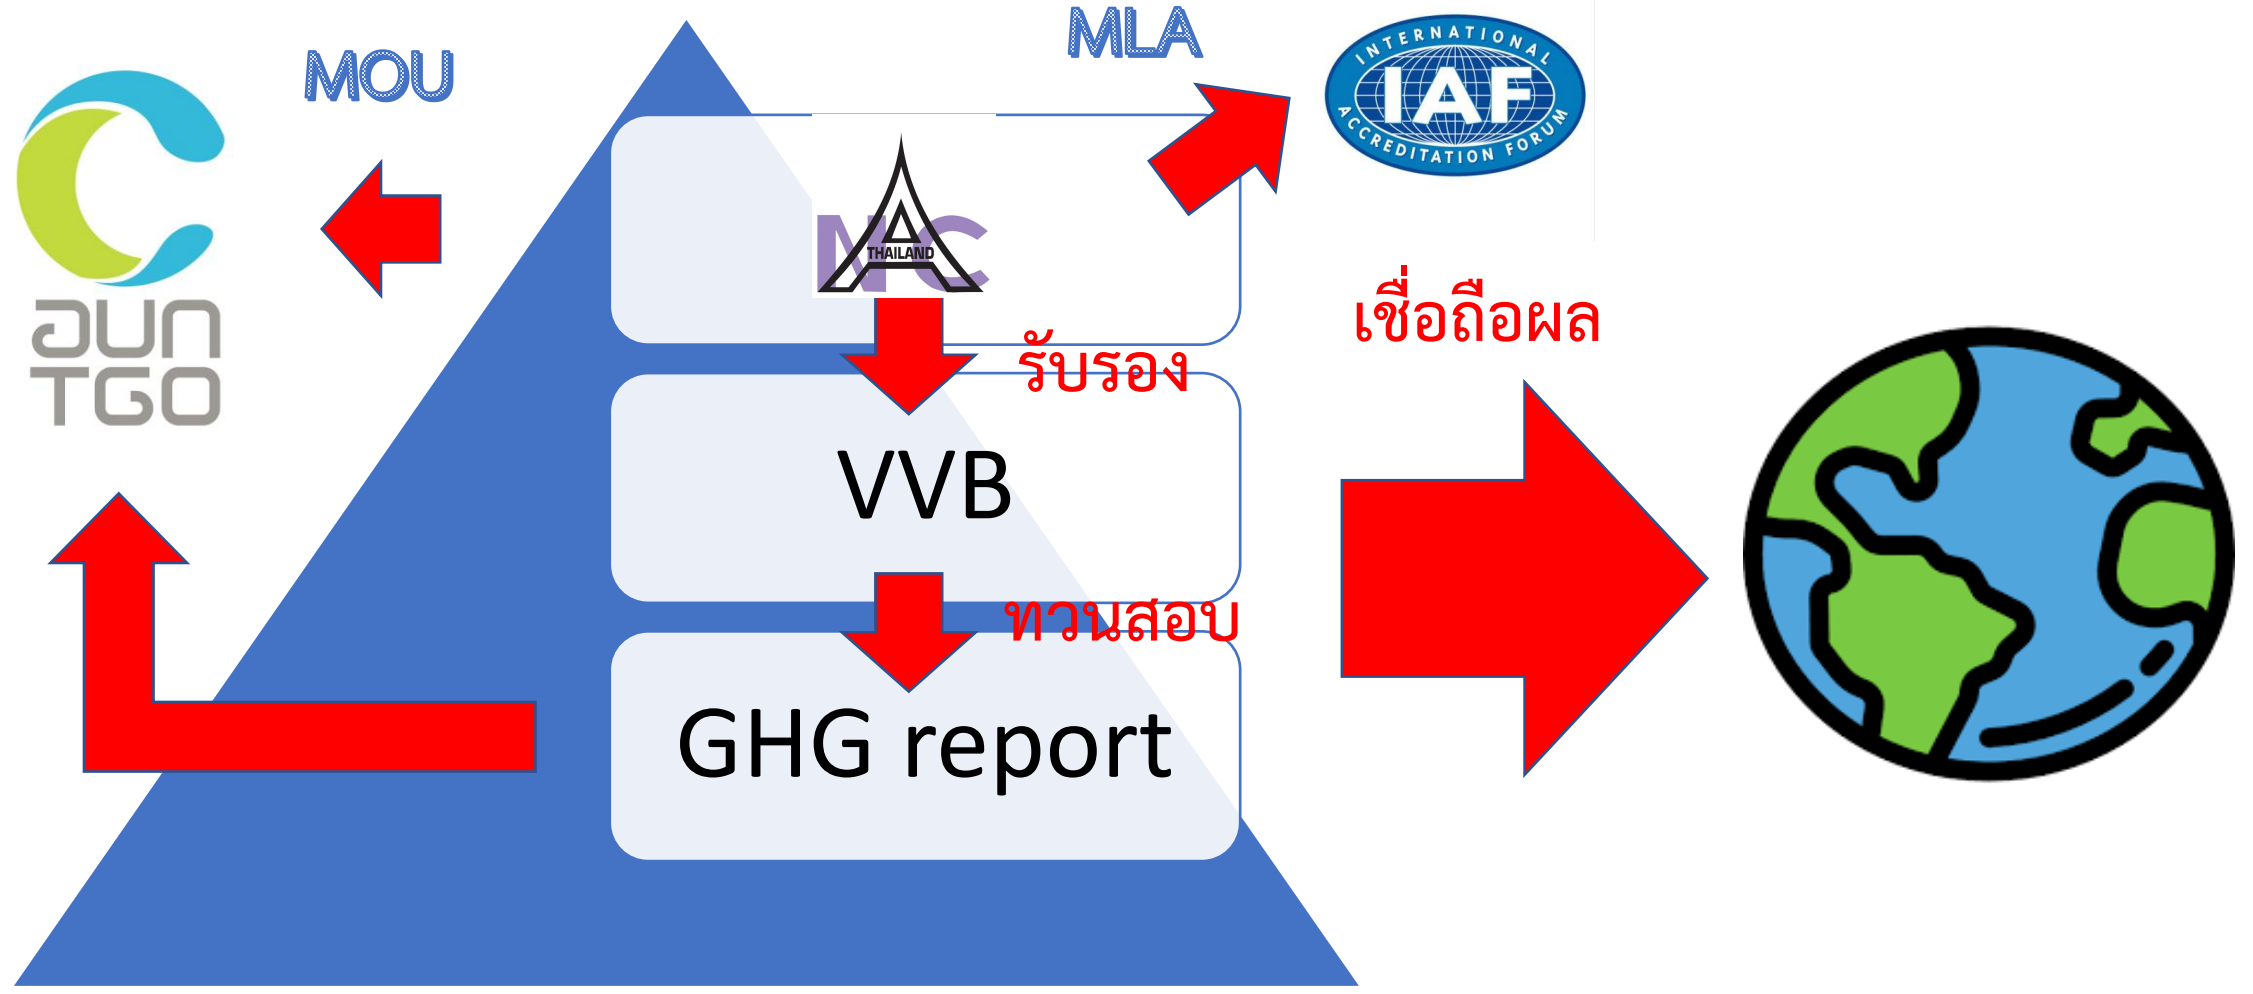 MOU
MLA
INTERNATIONAL
IAF
ACCREDITATION FORUM
NAC
THAILAND
อบก
TGO
รับรอง
เชื่อถือผล
VVB
ทวนสอบ
GHG report